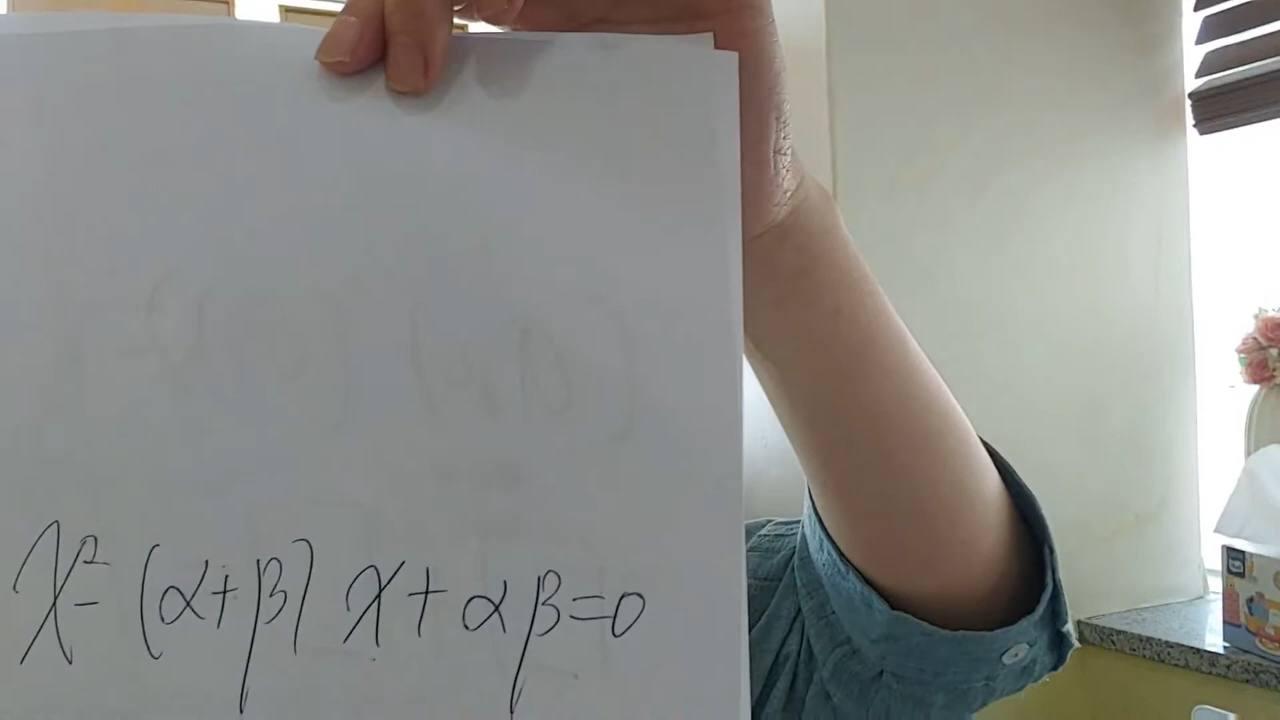 x² - (α+β) x + αβ = 0